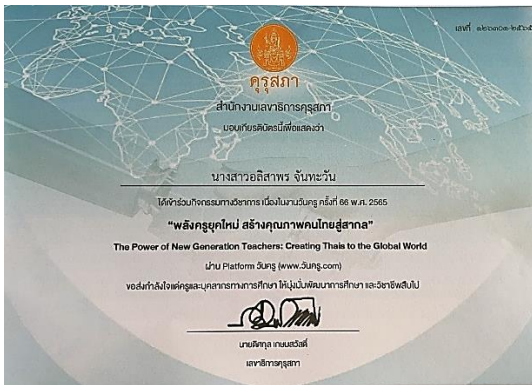 เลขที่
คุรุสภา
สำนักงานเลขาธิการคุรุสภา
มอบเกียรติบัตรนี้เพื่อแสดงว่า
นางสาวอลิสาพร จันทะวัน
ได้เข้าร่วมกิจกรรมทางวิชาการ เนื่องในงานวันครู ครั้งที่ 66 พ.ศ. 2565
“พลังครูยุคใหม่ สร้างคุณภาพคนไทยสู่สากล”
The Power of New Generation Teachers: Creating Thais to the Global World
ผ่าน Platform วันครู (www.วันครู.com)
ขอส่งกำลังใจแด่ครูและบุคลากรทางการศึกษา ให้มุ่งมั่นพัฒนาการศึกษา และวิชาชีพสืบไป
นายดิศกุล เกษมสวัสดิ์
เลขาธิการคุรุสภา